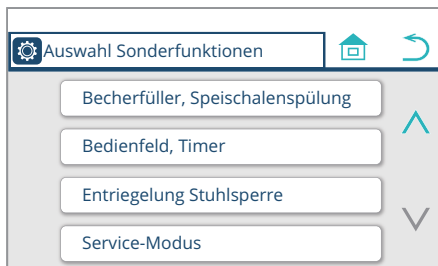 Auswahl Sonderfunktionen
Becherfüller, Speischalenspülung
Bedienfeld, Timer
Entriegelung Stuhlsperre
Service-Modus